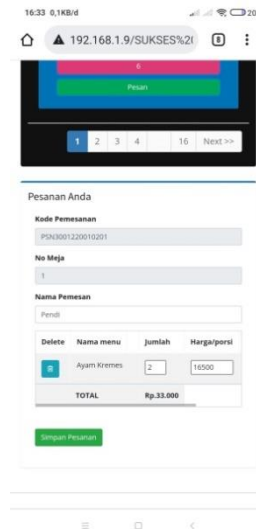 16:33 0,1KB/d
20
192.168.1.9/SUKSES%2
8
6
Pesan
1 2 3 4 16 Next >>
Pesanan Anda
Kode Pemesanan
PSN3001220010201
No Meja
1
Nama Pemesan
Pendi
Delete Nama menu Jumlah Harga/porsi
Ayam Kremes 2 16500
TOTAL Rp.33.000
Simpan Pesanan